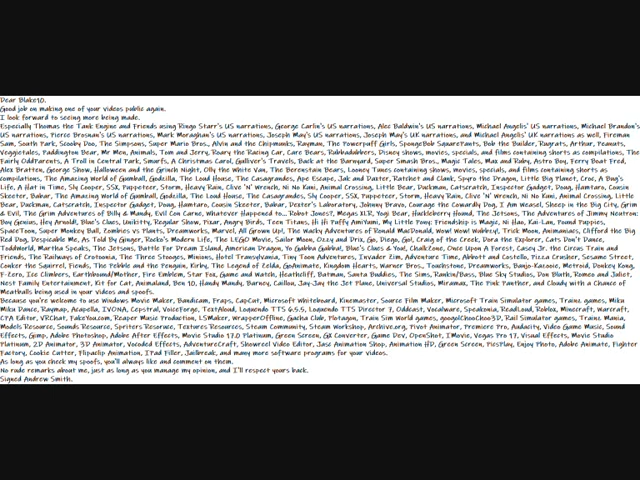 Dear Blake10.
Good job on making one of your videos public again.
I look forward to seeing more being made.
Especially Thomas the Tank Engine and Friends using Ringo Starr's US narrations, George Carlin's US narrations, Alec Baldwin's US narrations, Michael Angelis' US narrations, Michael Brandon's
US narrations, Pierce Brosnan's US narrations, Mark Moraghan's US narrations, Joseph May's US narrations, Joseph May's UK narrations, and Michael Angelis' UK narrations as well, Fireman
Sam, South Park, Scooby Doo, The Simpsons, Super Mario Bros., Alvin and the Chipmunks, Rayman, The Powerpuff Girls, SpongeBob SquarePants, Bob the Builder, Rugrats, Arthur, Peanuts,
Veggietales, Paddington Bear, Mr Men, Animals, Tom and Jerry, Roary the Racing Car, Care Bears, Rubbadubbers, Disney shows, movies, specials, and films containing shorts as compilations, The
Fairly OddParents, A Troll in Central Park, Smurfs, A Christmas Carol, Gulliver's Travels, Back at the Barnyard, Super Smash Bros., Magic Tales, Max and Ruby, Astro Boy, Ferry Boat Fred,
Alex Bratten, George Shrew, Halloween and the Grinch Night, Olly the White Van, The Berenstain Bears, Looney Tunes containing shows, movies, specials, and films containing shorts as
compilations, The Amazing World of Gumball, Godzilla, The Loud House, The Casagrandes, Ape Escape, Jak and Daxter, Ratchet and Clank, Spyro the Dragon, Little Big Planet, Croc, A Bug's
Life, A Hat in Time, Sly Cooper, SSX, Puppeteer, Storm, Heavy Rain, Clive 'N' Wrench, Ni No Kuni, Animal Crossing, Little Bear, Duckman, Catscratch, Inspector Gadget, Doug, Hamtaro, Cousin
Skeeter, Babar, The Amazing World of Gumball, Godzilla, The Loud House, The Casagrandes, Sly Cooper, SSX, Puppeteer, Storm, Heavy Rain, Clive 'N' Wrench, Ni No Kuni, Animal Crossing, Little
Bear, Duckman, Catscratch, Inspector Gadget, Doug, Hamtaro, Cousin Skeeter, Babar, Dexter's Laboratory, Johnny Bravo, Courage the Cowardly Dog, I Am Weasel, Sheep in the Big City, Grim
& Evil, The Grim Adventures of Billy & Mandy, Evil Con Carne, Whatever Happened to... Robot Jones?, Megas XLR, Yogi Bear, Huckleberry Hound, The Jetsons, The Adventures of Jimmy Neutron:
Boy Genius, Hey Arnold!, Blue's Clues, Unikitty, Regular Show, Pixar, Angry Birds, Teen Titans, Hi Hi Puffy AmiYumi, My Little Pony: Friendship is Magic, Ni Hao, Kai-Lan, Pound Puppies,
ToddWorld, Martha Speaks, The Jetsons, Battle For Dream Island, American Dragon, Yo Gabba Gabba!, Blue's Clues & You!, ChalkZone, Once Upon A Forest, Casey Jr. the Circus Train and
SpaceToon, Super Monkey Ball, Zombies vs Plants, Dreamworks, Marvel, All Grown Up!, The Wacky Adventures of Ronald MacDonald, Wow! Wow! Wubbzy!, Trick Moon, Animaniacs, Clifford the Big
Red Dog, Despicable Me, As Told By Ginger, Rocko's Modern Life, The LEGO Movie, Sailor Moon, Ozzy and Drix, Go, Diego, Go!, Craig of the Creek, Dora the Explorer, Cats Don't Dance,
Friends, The Railways of Crotoonia, The Three Stooges, Minions, Hotel Transylvania, Tiny Toon Adventures, Invader Zim, Adventure Time, Abbott and Costello, Pizza Crusher, Sesame Street,
Conker the Squirrel, Fiends, The Pebble and the Penguin, Kirby, The Legend of Zelda, GoAnimate, Kingdom Hearts, Warner Bros., Touchstone, Dreamworks, Banjo-Kazooie, Metroid, Donkey Kong,
F-Zero, Ice Climbers, Earthbound/Mother, Fire Emblem, Star Fox, Game and Watch, Heathcliff, Batman, Santa Buddies, The Sims, Rankin/Bass, Blue Sky Studios, Don Bluth, Romeo and Juliet,
Nest Family Entertainment, Kit for Cat, Animaland, Ben 10, Handy Mandy, Barney, Caillou, Jay-Jay the Jet Plane, Universal Studios, Miramax, The Pink Panther, and Cloudy with a Chance of
Meatballs being used in your videos and spoofs.
Because you're welcome to use Windows Movie Maker, Bandicam, Fraps, CapCut, Microsoft Whiteboard, Kinemaster, Source Film Maker, Microsoft Train Simulator games, Trainz games, Miku
Miku Dance, Raymap, Acapella, IVONA, Cepstral, VoiceForge, TextAloud, Loquendo TTS 6.5.5, Loquendo TTS Director 7, Oddcast, Vocalware, Speakonia, ReadLoud, Roblox, Minecraft, Warcraft,
CFA Editor, VRChat, FakeYou.com, Reaper Music Production, LSMaker, WrapperOffline, Gacha Club, Plotagon, Train Sim World games, googleChooChoo3D, Rail Simulator games, Trainz, Mania,
Models Resource, Sounds Resource, Spriters Reservez, Textures Resources, Steam Community, Steam Workshop, Archive.org, Pivot Animator, Premiere Pro, Audacity, Video Game Music, Sound
Effects, Gimp, Adobe Photoshop, Adobe After Effects, Movie Studio 17.0 Platinum, Green Screen, GX Converter, Game Dev, OpenShot, IMovie, Vegas Pro 17, Visual Effects, Movie Studio
Platinum, 2D Animator, 3D Animator, Vocoded Effects, AdventureCraft, Showreel Video Editor, Jase Animation Shop, Animation HD, Green Screen, PicsPlay, Enjoy Photo, Adobe Animate, Fighter
Factory, Cookie Cutter, Flipaclip Animation, IPad Filler, Jailbreak, and many more software programs for your videos.
As long as you check my spoofs, you'll always like and comment on them.
No rude remarks about me, just as long as you manage my opinion, and I'll respect yours back.
Signed Andrew Smith.